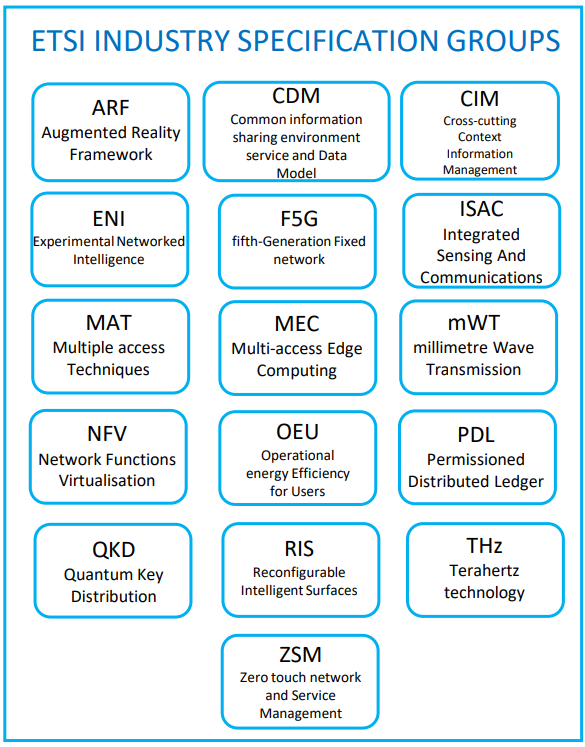 ETSI INDUSTRY SPECIFICATION GROUPS
ARF
Augmented Reality
Framework
CDM
Common information
sharing environment
service and Data
Model
CIM
Cross-cutting
Context
Information
Management
ENI
Experimental Networked
Intelligence
F5G
fifth-Generation Fixed
network
ISAC
Integrated
Sensing And
Communications
MAT
Multiple access
Techniques
MEC
Multi-access Edge
Computing
mWT
millimetre Wave
Transmission
NFV
Network Functions
Virtualisation
OEU
Operational
energy Efficiency
for Users
PDL
Permissioned
Distributed Ledger
QKD
Quantum Key
Distribution
RIS
Reconfigurable
Intelligent Surfaces
THz
Terahertz
technology
ZSM
Zero touch network
and Service
Management